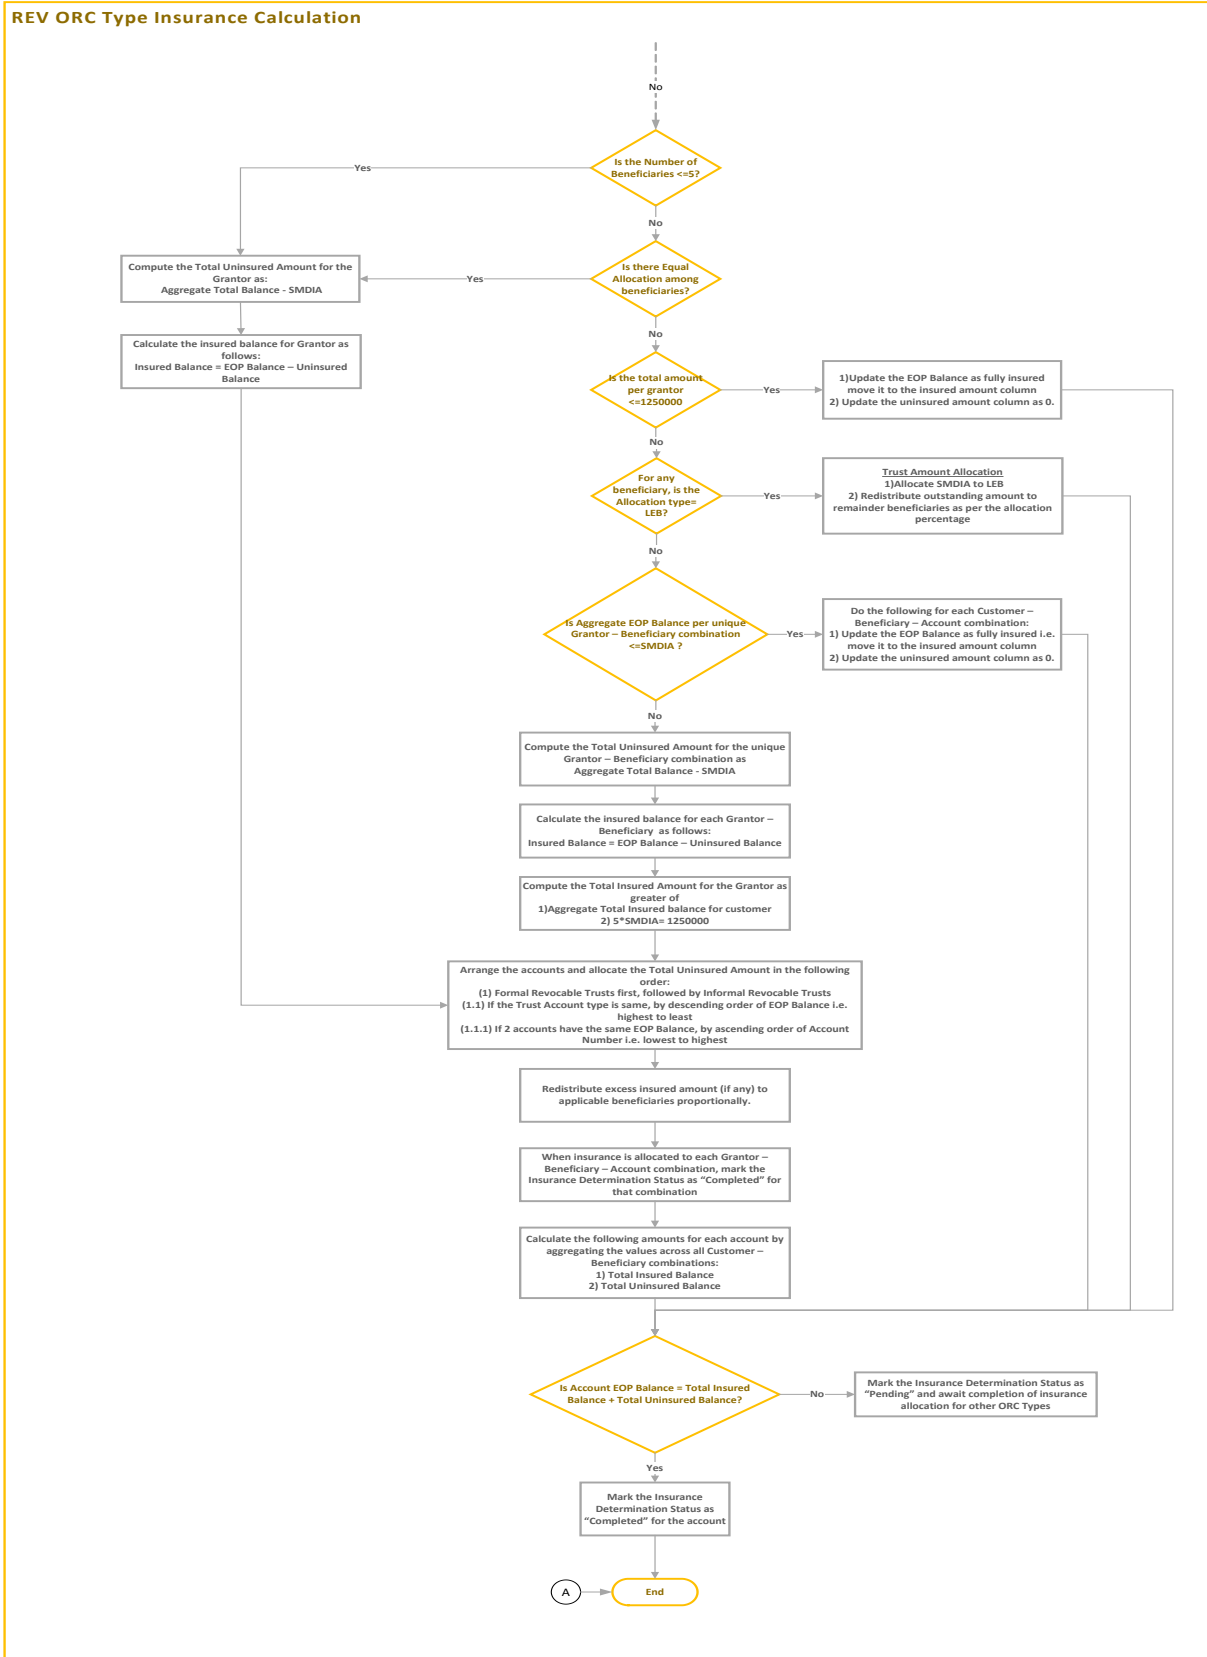 REV ORC Type Insurance Calculation
No
Is the Number of
Beneficiaries <=5?
Yes
No
Is there Equal
Allocation among
beneficiaries?
Yes
Compute the Total Uninsured Amount for the
Grantor as:
Aggregate Total Balance - SMDIA
Calculate the insured balance for Grantor as
follows:
Insured Balance = EOP Balance – Uninsured
Balance
No
Is the total amount
per grantor
<=1250000
Yes
1)Update the EOP Balance as fully insured
move it to the insured amount column
2) Update the uninsured amount column as 0.
No
For any
beneficiary, is the
Allocation type=
LEB?
Yes
Trust Amount Allocation
1)Allocate SMDIA to LEB
2) Redistribute outstanding amount to
remainder beneficiaries as per the allocation
percentage
No
Is Aggregate EOP Balance per unique
Grantor – Beneficiary combination
<=SMDIA ?
Yes
Do the following for each Customer –
Beneficiary – Account combination:
1) Update the EOP Balance as fully insured i.e.
move it to the insured amount column
2) Update the uninsured amount column as 0.
No
Compute the Total Uninsured Amount for the unique
Grantor – Beneficiary combination as
Aggregate Total Balance - SMDIA
Calculate the insured balance for each Grantor –
Beneficiary as follows:
Insured Balance = EOP Balance – Uninsured Balance
Compute the Total Insured Amount for the Grantor as
greater of
1)Aggregate Total Insured balance for customer
2) 5*SMDIA= 1250000
Arrange the accounts and allocate the Total Uninsured Amount in the following
order:
(1) Formal Revocable Trusts first, followed by Informal Revocable Trusts
(1.1) If the Trust Account type is same, by descending order of EOP Balance i.e.
highest to least
(1.1.1) If 2 accounts have the same EOP Balance, by ascending order of Account
Number i.e. lowest to highest
Redistribute excess insured amount (if any) to
applicable beneficiaries proportionally.
When insurance is allocated to each Grantor –
Beneficiary – Account combination, mark the
Insurance Determination Status as “Completed” for
that combination
Calculate the following amounts for each account by
aggregating the values across all Customer –
Beneficiary combinations:
1) Total Insured Balance
2) Total Uninsured Balance
Is Account EOP Balance = Total Insured
Balance + Total Uninsured Balance?
No
Mark the Insurance Determination Status as
“Pending” and await completion of insurance
allocation for other ORC Types
Yes
Mark the Insurance
Determination Status as
“Completed” for the account
A
End